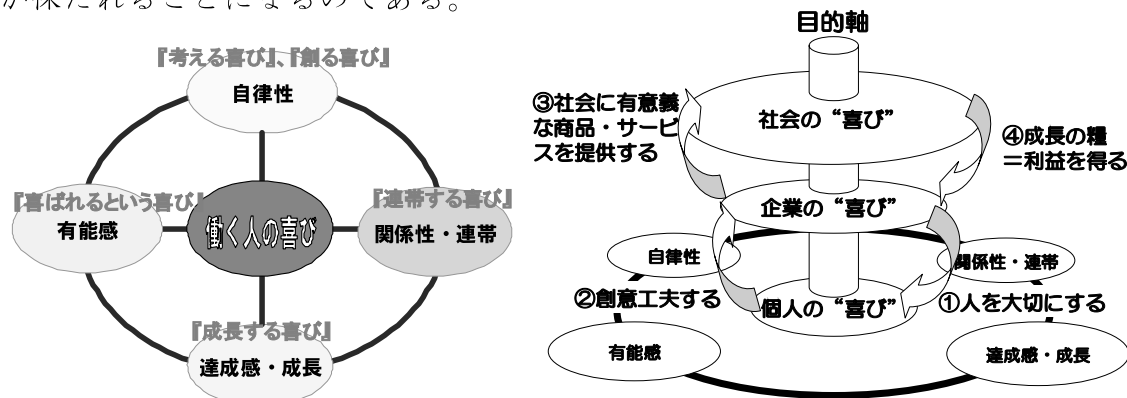 が保たれることになるのである。
『考える喜び』、『創る喜び』
自律性
『喜ばれるという喜び』
有能感
働く人の喜び
『連帯する喜び』
関係性・連帯
『成長する喜び』
達成感・成長
目的軸
③社会に有意義
な商品・サービ
スを提供する
社会の“喜び”
④成長の糧
＝利益を得る
企業の“喜び”
自律性
関係性・連帯
②創意工夫する
個人の“喜び”
①人を大切にする
有能感
達成感・成長